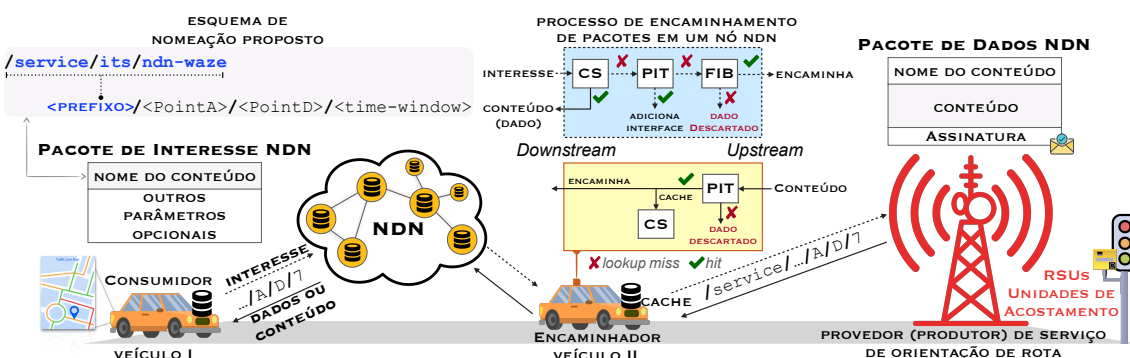 ESQUEMA DE
NOMEAÇÃO PROPOSTO
/service/its/ndn-waze
<PREFIXO>/<PointA>/<PointD>/<time-window>
PACOTE DE INTERESSE NDN
NOME DO CONTEÚDO
OUTROS
PARÂMETROS
OPCIONAIS
CONSUMIDOR
VEÍCULO I
INTERESSE
/A/D/7
DADOS OU
CONTEÚDO
NDN
PROCESSO DE ENCAMINHAMENTO
DE PACOTES EM UM NÓ NDN
INTERESSE
CS
PIT
FIB
ENCAMINHA
CONTEÚDO
(DADO)
ADICIONA
INTERFACE
DADO
DESCARTADO
Downstream
Upstream
ENCAMINHA
CACHE
PIT
CONTEÚDO
CS
DADO
DESCARTADO
✘lookup miss ✔hit
CACHE
ENCAMINHADOR
VEÍCULO II
/service/../A/D/7
PACOTE DE DADOS NDN
NOME DO CONTEÚDO
CONTEÚDO
ASSINATURA
RSUS
UNIDADES DE
ACOSTAMENTO
PROVEDOR (PRODUTOR) DE SERVIÇO
DE ORIENTAÇÃO DE ROTA